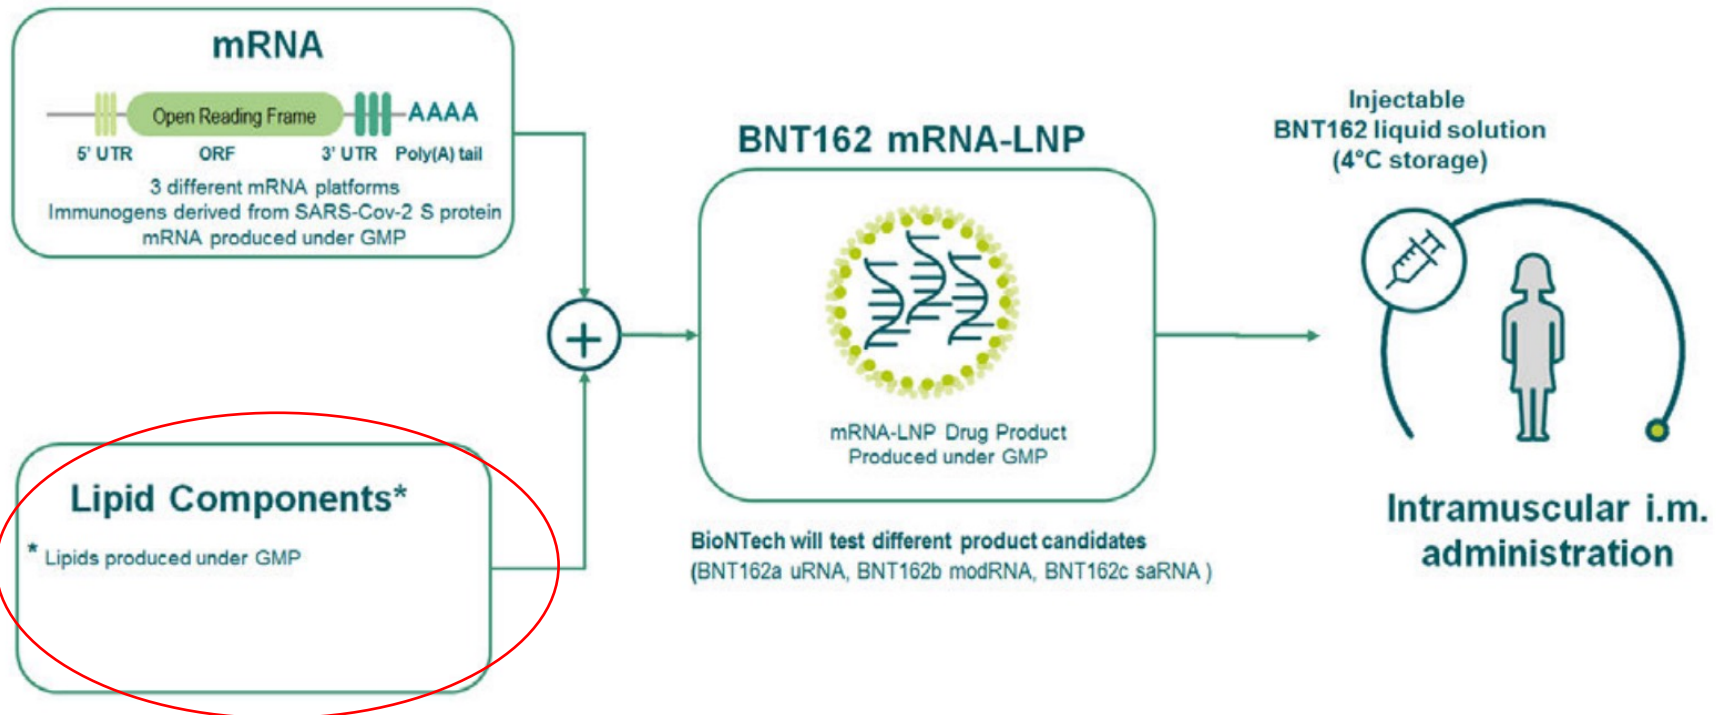 mRNA
Open Reading Frame
AAAA
5' UTR ORF 3' UTR Poly(A) tail
3 different mRNA platforms
Immunogens derived from SARS-Cov-2 S protein
mRNA produced under GMP
Lipid Components*
* Lipids produced under GMP
+
BNT162 mRNA-LNP
mRNA-LNP Drug Product
Produced under GMP
BioNTech will test different product candidates
(BNT162a uRNA, BNT162b modRNA, BNT162c saRNA )
Injectable
BNT162 liquid solution
(4°C storage)
Intramuscular i.m.
administration